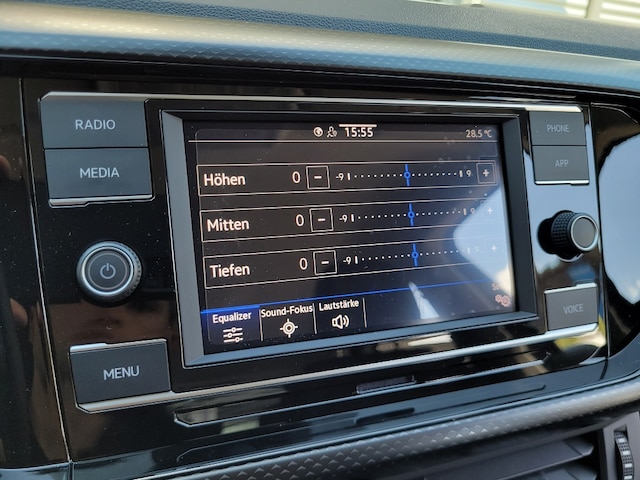 RADIO
MEDIA
MENU
15:55
28.5 °C
Höhen 0 − -9 9 +
Mitten 0 − -9 9 +
Tiefen 0 − -9 9 +
Equalizer Sound-Fokus Lautstärke
PHONE
APP
VOICE